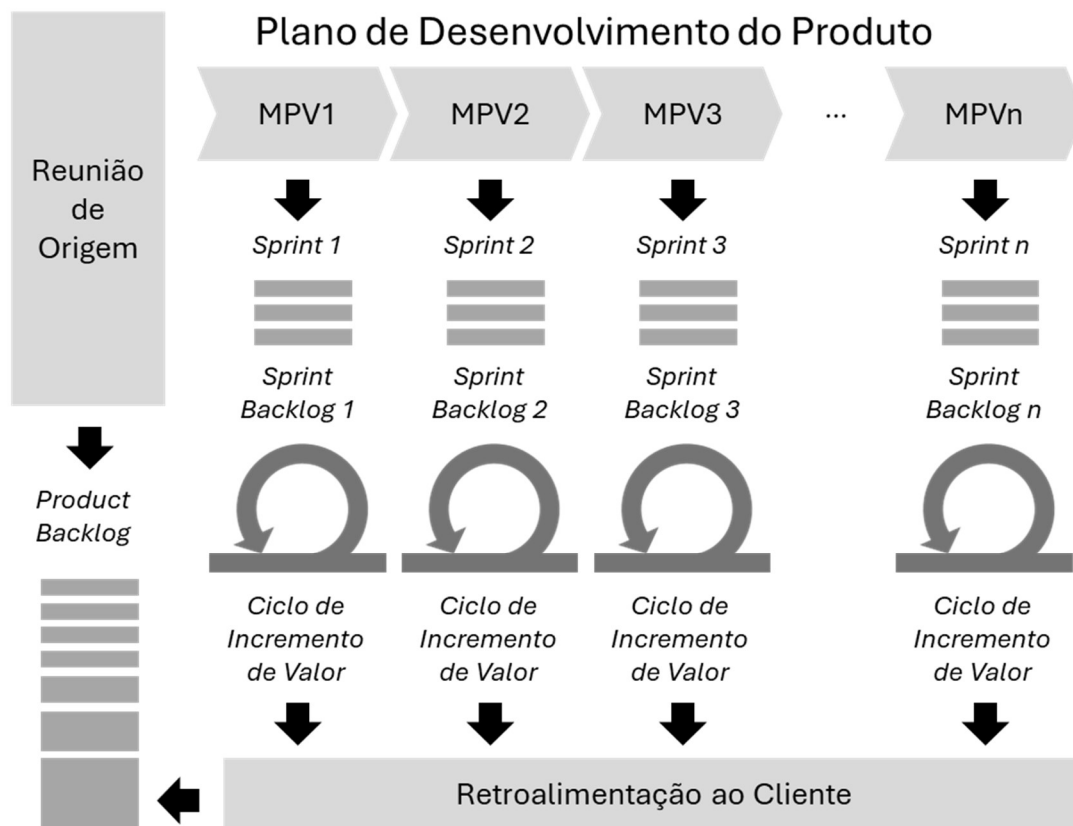 Plano de Desenvolvimento do Produto
Reunião
de
Origem
MPV1
MPV2
MPV3
...
MPVn
Sprint 1
Sprint 2
Sprint 3
Sprint n
Sprint
Backlog 1
Sprint
Backlog 2
Sprint
Backlog 3
Sprint
Backlog n
Product
Backlog
Ciclo de
Incremento
de Valor
Ciclo de
Incremento
de Valor
Ciclo de
Incremento
de Valor
Ciclo de
Incremento
de Valor
Retroalimentação ao Cliente